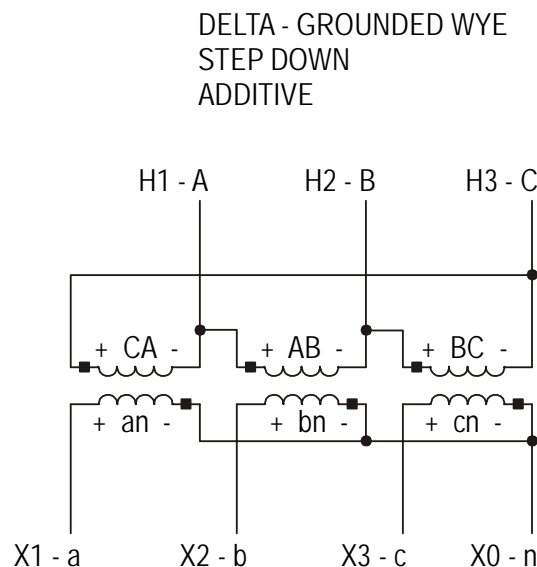 DELTA - GROUNDED WYE
STEP DOWN
ADDITIVE
H1 - A H2 - B H3 - C
+ CA - + AB - + BC -
+ an - + bn - + cn -
X1 - a X2 - b X3 - c X0 - n